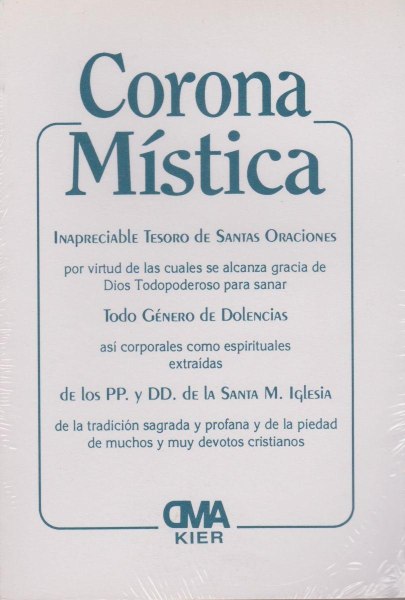 Corona
Mística
Inapreciable Tesoro de Santas Oraciones
por virtud de las cuales se alcanza gracia de
Dios Todopoderoso para sanar
Todo Género de Dolencias
así corporales como espirituales
extraídas
de los PP. y DD. de la Santa M. Iglesia
de la tradición sagrada y profana y de la piedad
de muchos y muy devotos cristianos
CMA
KIER